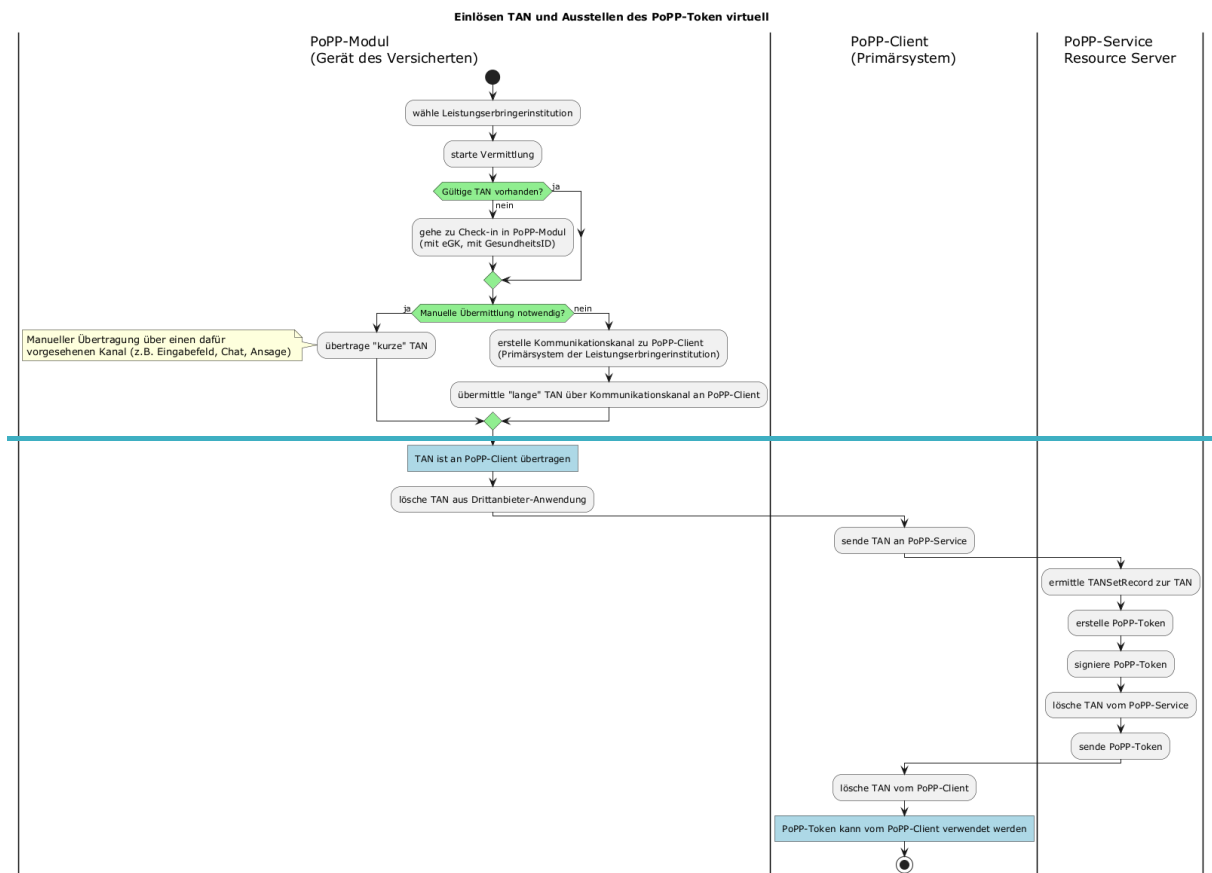 Einlösen TAN und Ausstellen des PoPP-Token virtuell
PoPP-Modul
(Gerät des Versicherten)
PoPP-Client
(Primärsystem)
PoPP-Service
Resource Server
wähle Leistungserbringerinstitution
starte Vermittlung
Gültige TAN vorhanden?
ja
nein
gehe zu Check-in in PoPP-Modul
(mit eGK, mit GesundheitsID)
ja
Manuelle Übermittlung notwendig?
nein
Manueller Übertragung über einen dafür
vorgesehenen Kanal (z.B. Eingabefeld, Chat, Ansage)
übertrage "kurze" TAN
erstelle Kommunikationskanal zu PoPP-Client
(Primärsystem der Leistungserbringerinstitution)
übermittle "lange" TAN über Kommunikationskanal an PoPP-Client
TAN ist an PoPP-Client übertragen
lösche TAN aus Drittanbieter-Anwendung
sende TAN an PoPP-Service
ermittle TANSetRecord zur TAN
erstelle PoPP-Token
signiere PoPP-Token
lösche TAN vom PoPP-Service
sende PoPP-Token
lösche TAN vom PoPP-Client
PoPP-Token kann vom PoPP-Client verwendet werden